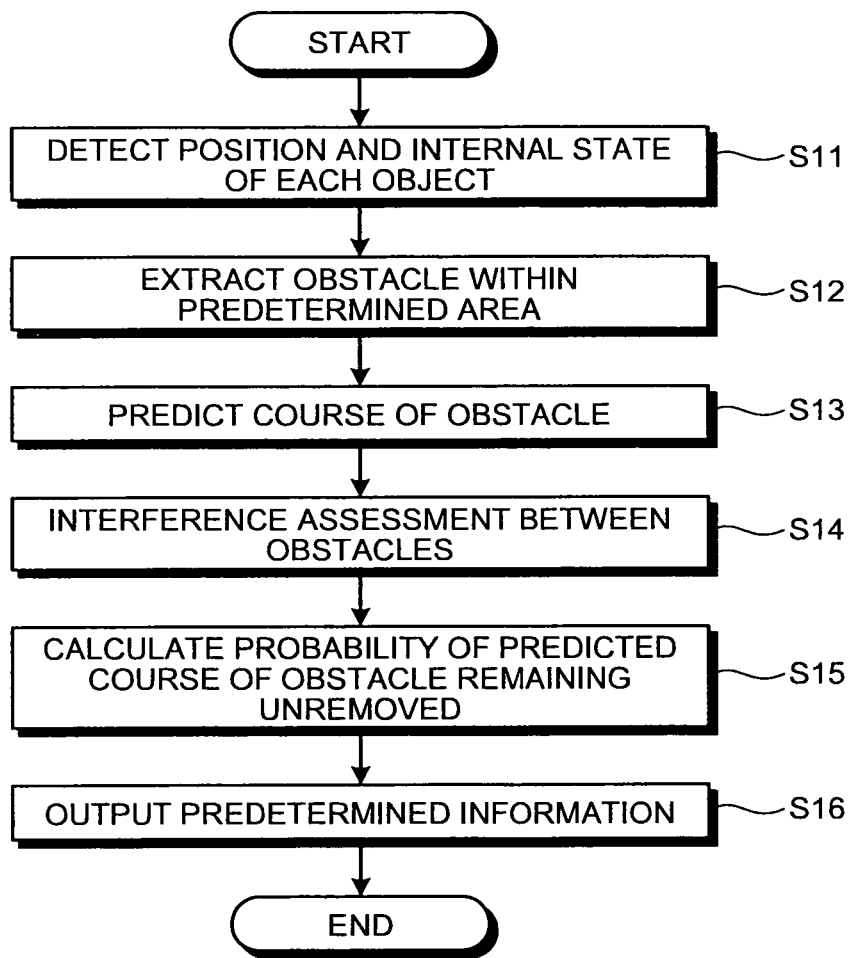 START
DETECT POSITION AND INTERNAL STATE
OF EACH OBJECT
S11
EXTRACT OBSTACLE WITHIN
PREDETERMINED AREA
S12
PREDICT COURSE OF OBSTACLE
S13
INTERFERENCE ASSESSMENT BETWEEN
OBSTACLES
S14
CALCULATE PROBABILITY OF PREDICTED
COURSE OF OBSTACLE REMAINING
UNREMOVED
S15
OUTPUT PREDETERMINED INFORMATION
S16
END